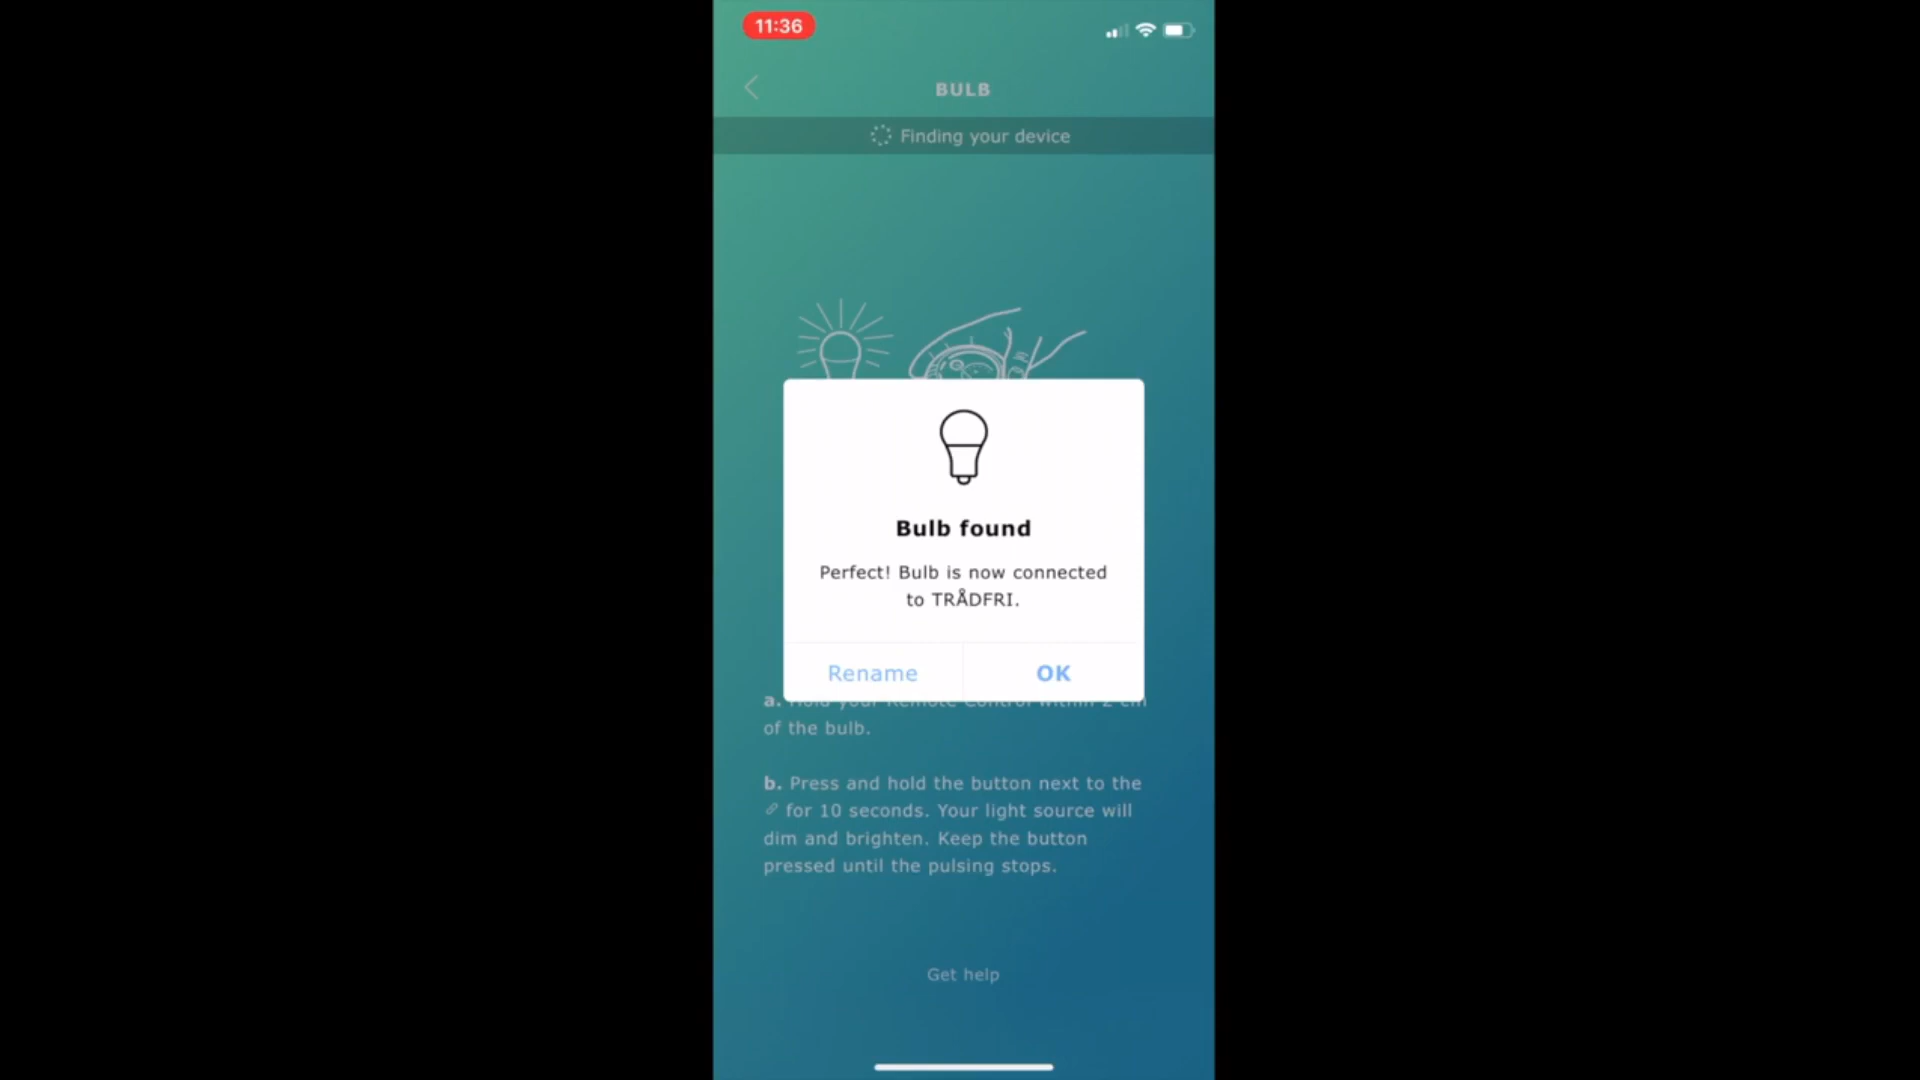 11:36
BULB
Finding your device
Bulb found
Perfect! Bulb is now connected
to TRÅDFRI.
Rename OK
a. Hold your Remote Control within 2 cm
of the bulb.
b. Press and hold the button next to the
for 10 seconds. Your light source will
dim and brighten. Keep the button
pressed until the pulsing stops.
Get help